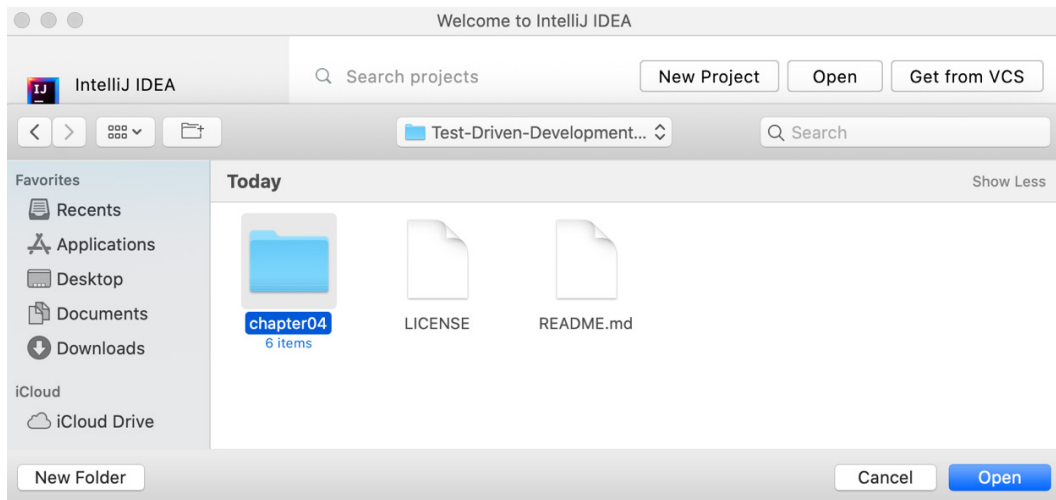 Welcome to IntelliJ IDEA
IJ
IntelliJ IDEA
Search projects
New Project
Open
Get from VCS
Test-Driven-Development...
Search
Favorites
Today
Show Less
Recents
Applications
Desktop
Documents
Downloads
chapter04
LICENSE
README.md
6 items
iCloud
iCloud Drive
New Folder
Cancel
Open